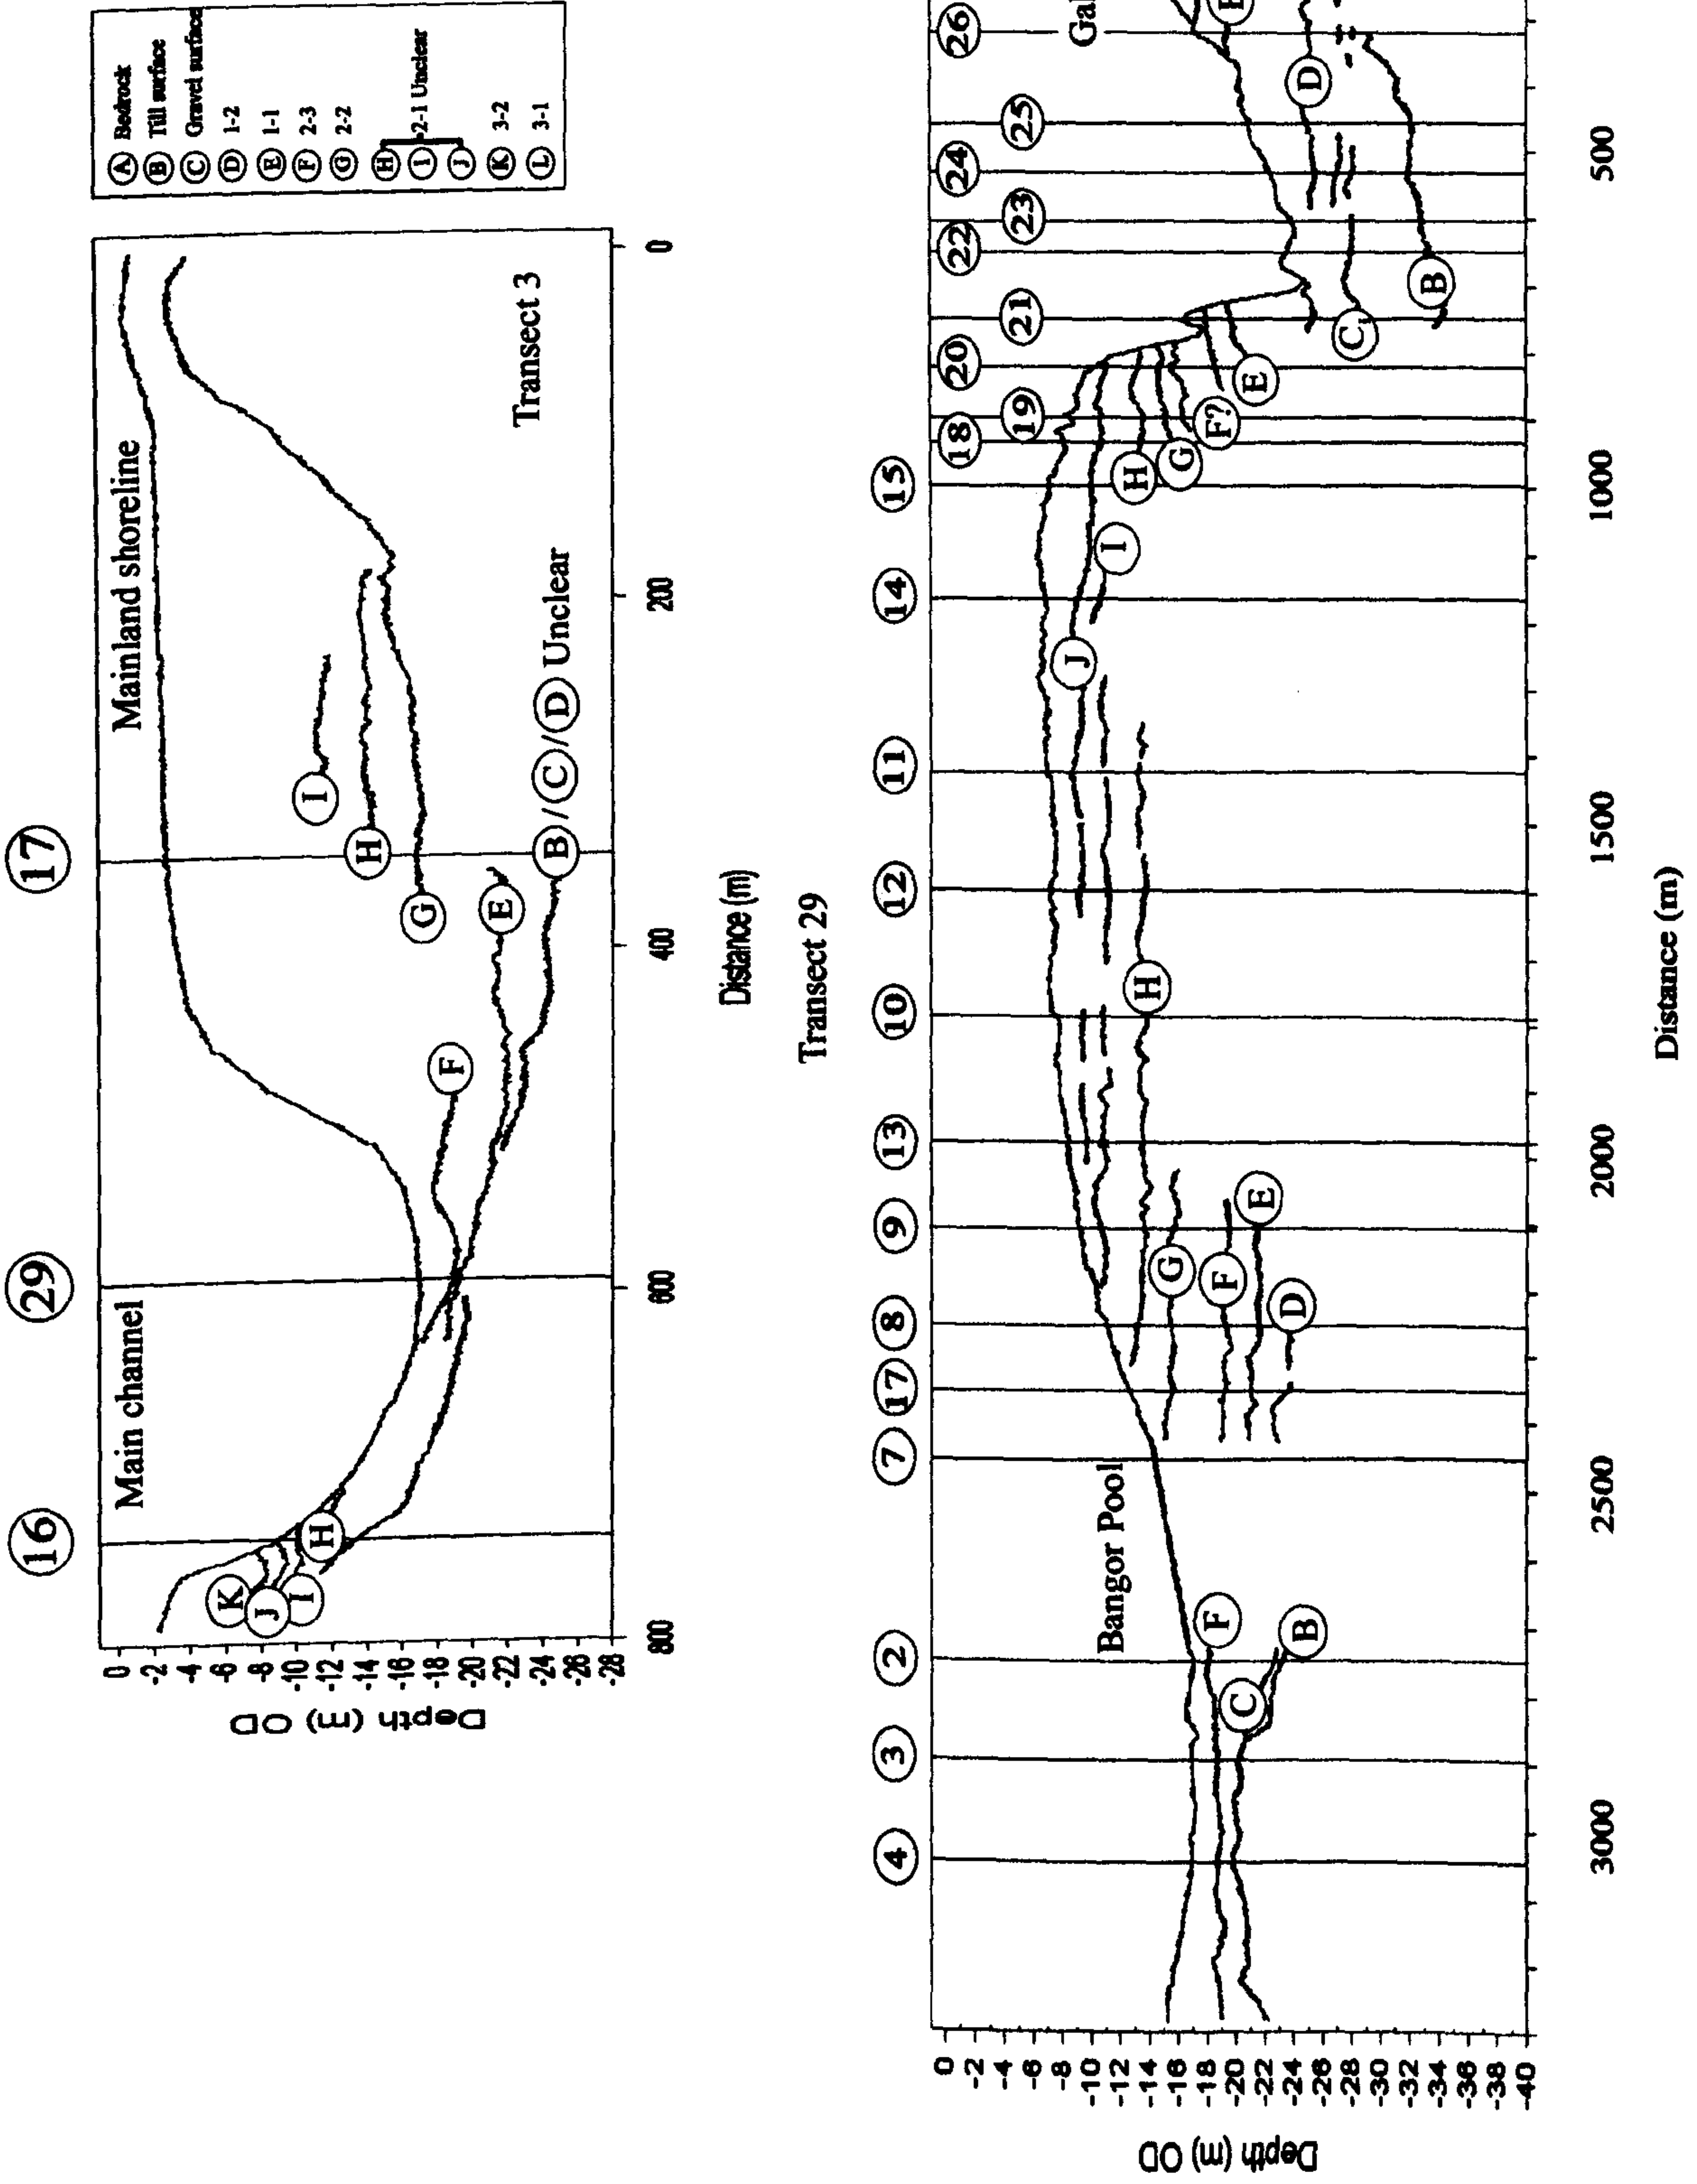 16
29
17
Main channel
Mainland shoreline
Depth (m) OD
0
-2
-4
-6
-8
-10
-12
-14
-16
-18
-20
-22
-24
-26
-28
K
J
I
H
F
E
G
H
I
B / C / D Unclear
Transect 3
800
600
400
200
0
Distance (m)
A Bedrock
B Till surface
C Gravel surface
D 1-2
E 1-1
F 2-3
G 2-2
H
I 2-1 Unclear
J
K 3-2
L 3-1
Transect 29
4 3 2 7 17 8 9 13 10 12 11 14 15 18 19 20 21 22 23 24 25 26
Depth (m) OD
0
-2
-4
-6
-8
-10
-12
-14
-16
-18
-20
-22
-24
-26
-28
-30
-32
-34
-36
-38
-40
Bangor Pool
Gal
F
C
B
G
F
E
D
H
J
I
H
G
F?
E
C
B
D
3000 2500 2000 1500 1000 500
Distance (m)